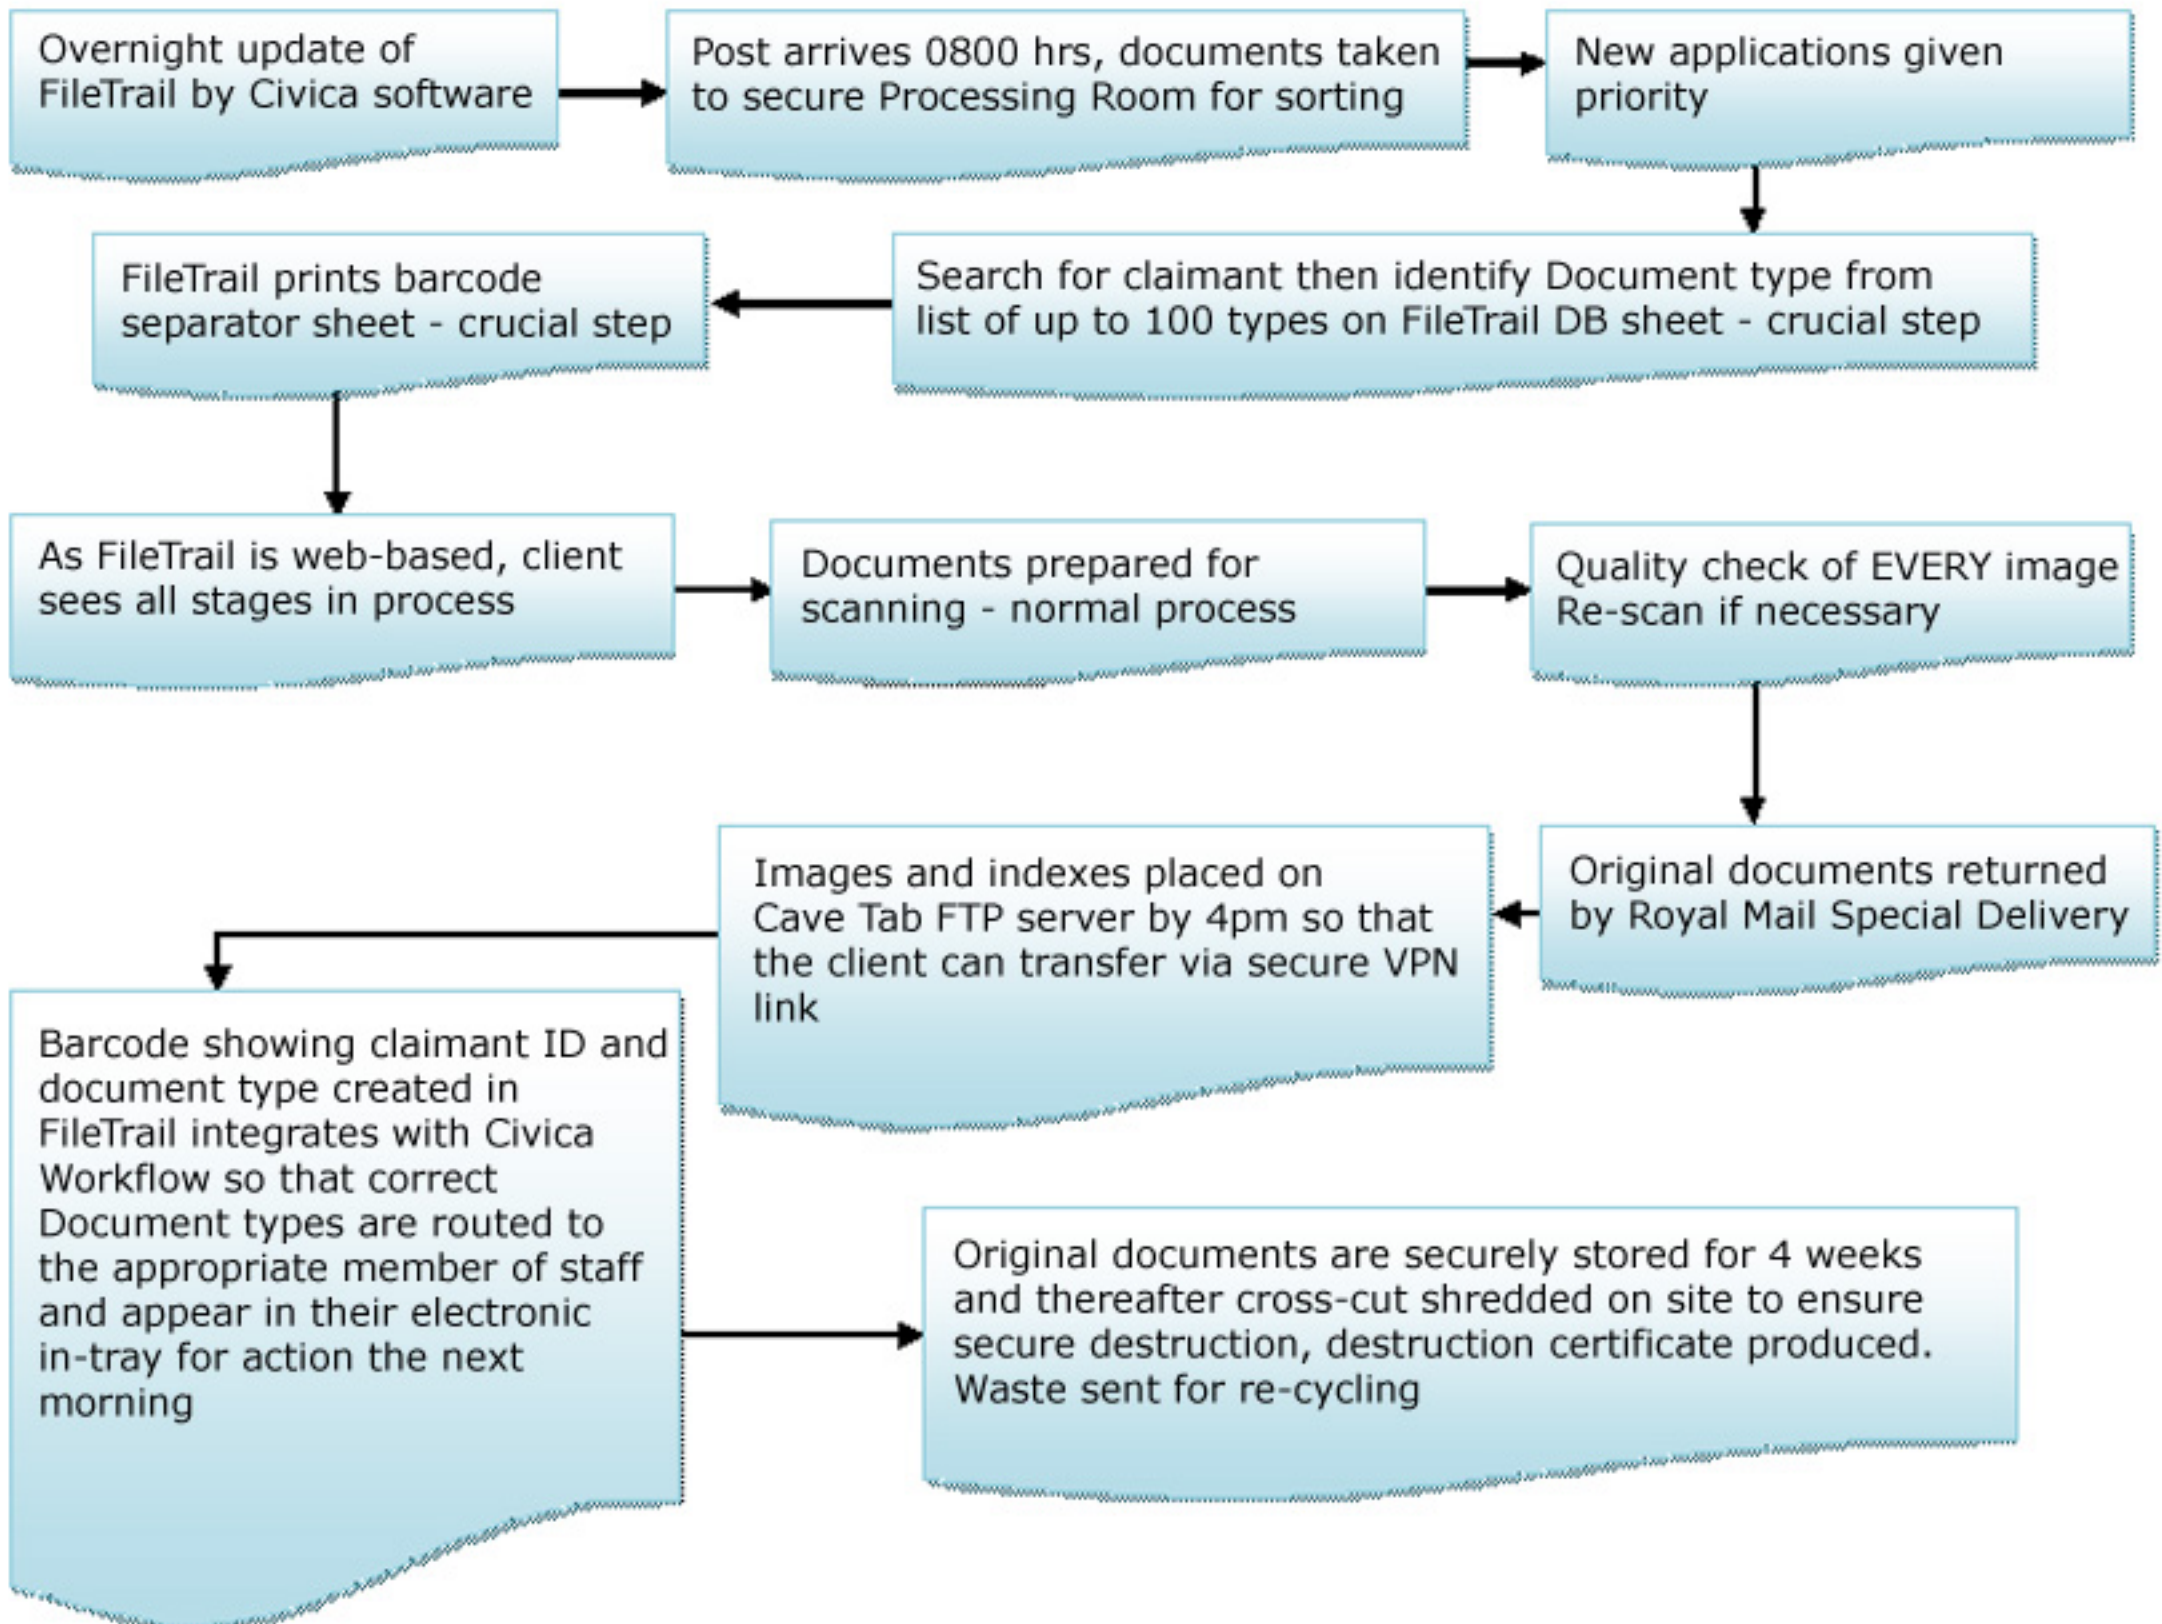 Overnight update of
FileTrail by Civica software
Post arrives 0800 hrs, documents taken
to secure Processing Room for sorting
New applications given
priority
Search for claimant then identify Document type from
list of up to 100 types on FileTrail DB sheet - crucial step
FileTrail prints barcode
separator sheet - crucial step
As FileTrail is web-based, client
sees all stages in process
Documents prepared for
scanning - normal process
Quality check of EVERY image
Re-scan if necessary
Original documents returned
by Royal Mail Special Delivery
Images and indexes placed on
Cave Tab FTP server by 4pm so that
the client can transfer via secure VPN
link
Barcode showing claimant ID and
document type created in
FileTrail integrates with Civica
Workflow so that correct
Document types are routed to
the appropriate member of staff
and appear in their electronic
in-tray for action the next
morning
Original documents are securely stored for 4 weeks
and thereafter cross-cut shredded on site to ensure
secure destruction, destruction certificate produced.
Waste sent for re-cycling